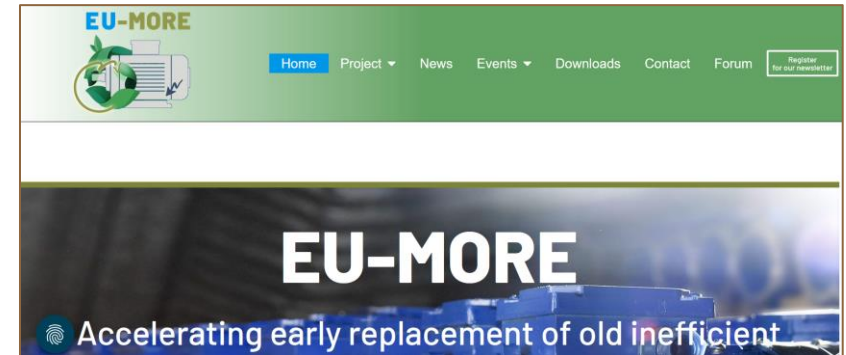 EU-MORE
Home Project News Events Downloads Contact Forum Register
for our newsletter
EU-MORE
Accelerating early replacement of old inefficient